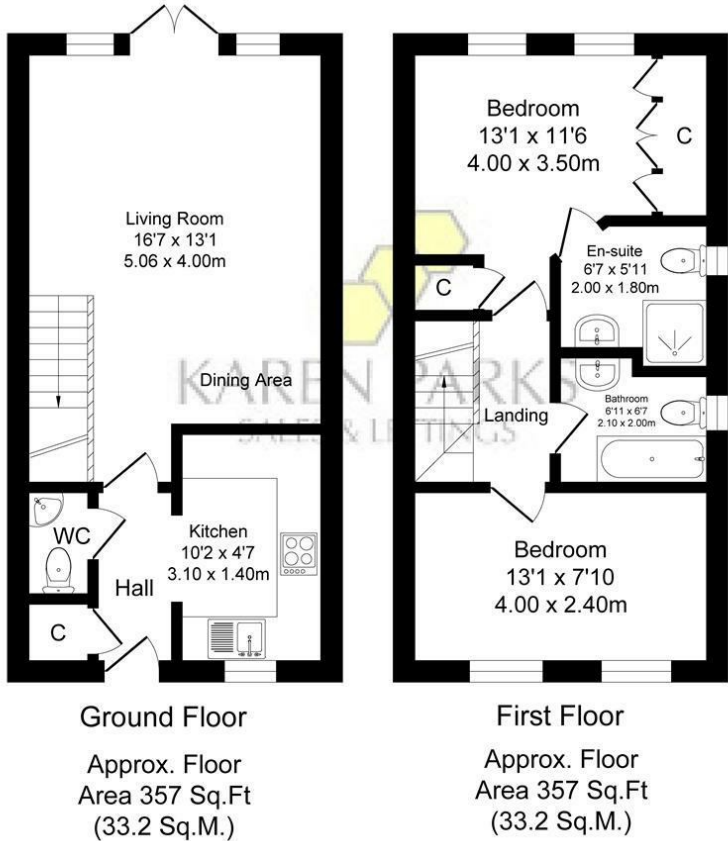 Living Room
16'7 x 13'1
5.06 x 4.00m
Dining Area
WC
Hall
C
Kitchen
10'2 x 4'7
3.10 x 1.40m
Ground Floor
Approx. Floor
Area 357 Sq.Ft
(33.2 Sq.M.)
Bedroom
13'1 x 11'6
4.00 x 3.50m
C
En-suite
6'7 x 5'11
2.00 x 1.80m
C
Landing
Bathroom
6'11 x 6'7
2.10 x 2.00m
Bedroom
13'1 x 7'10
4.00 x 2.40m
First Floor
Approx. Floor
Area 357 Sq.Ft
(33.2 Sq.M.)
KAREN PARKS
SALES & LETTINGS